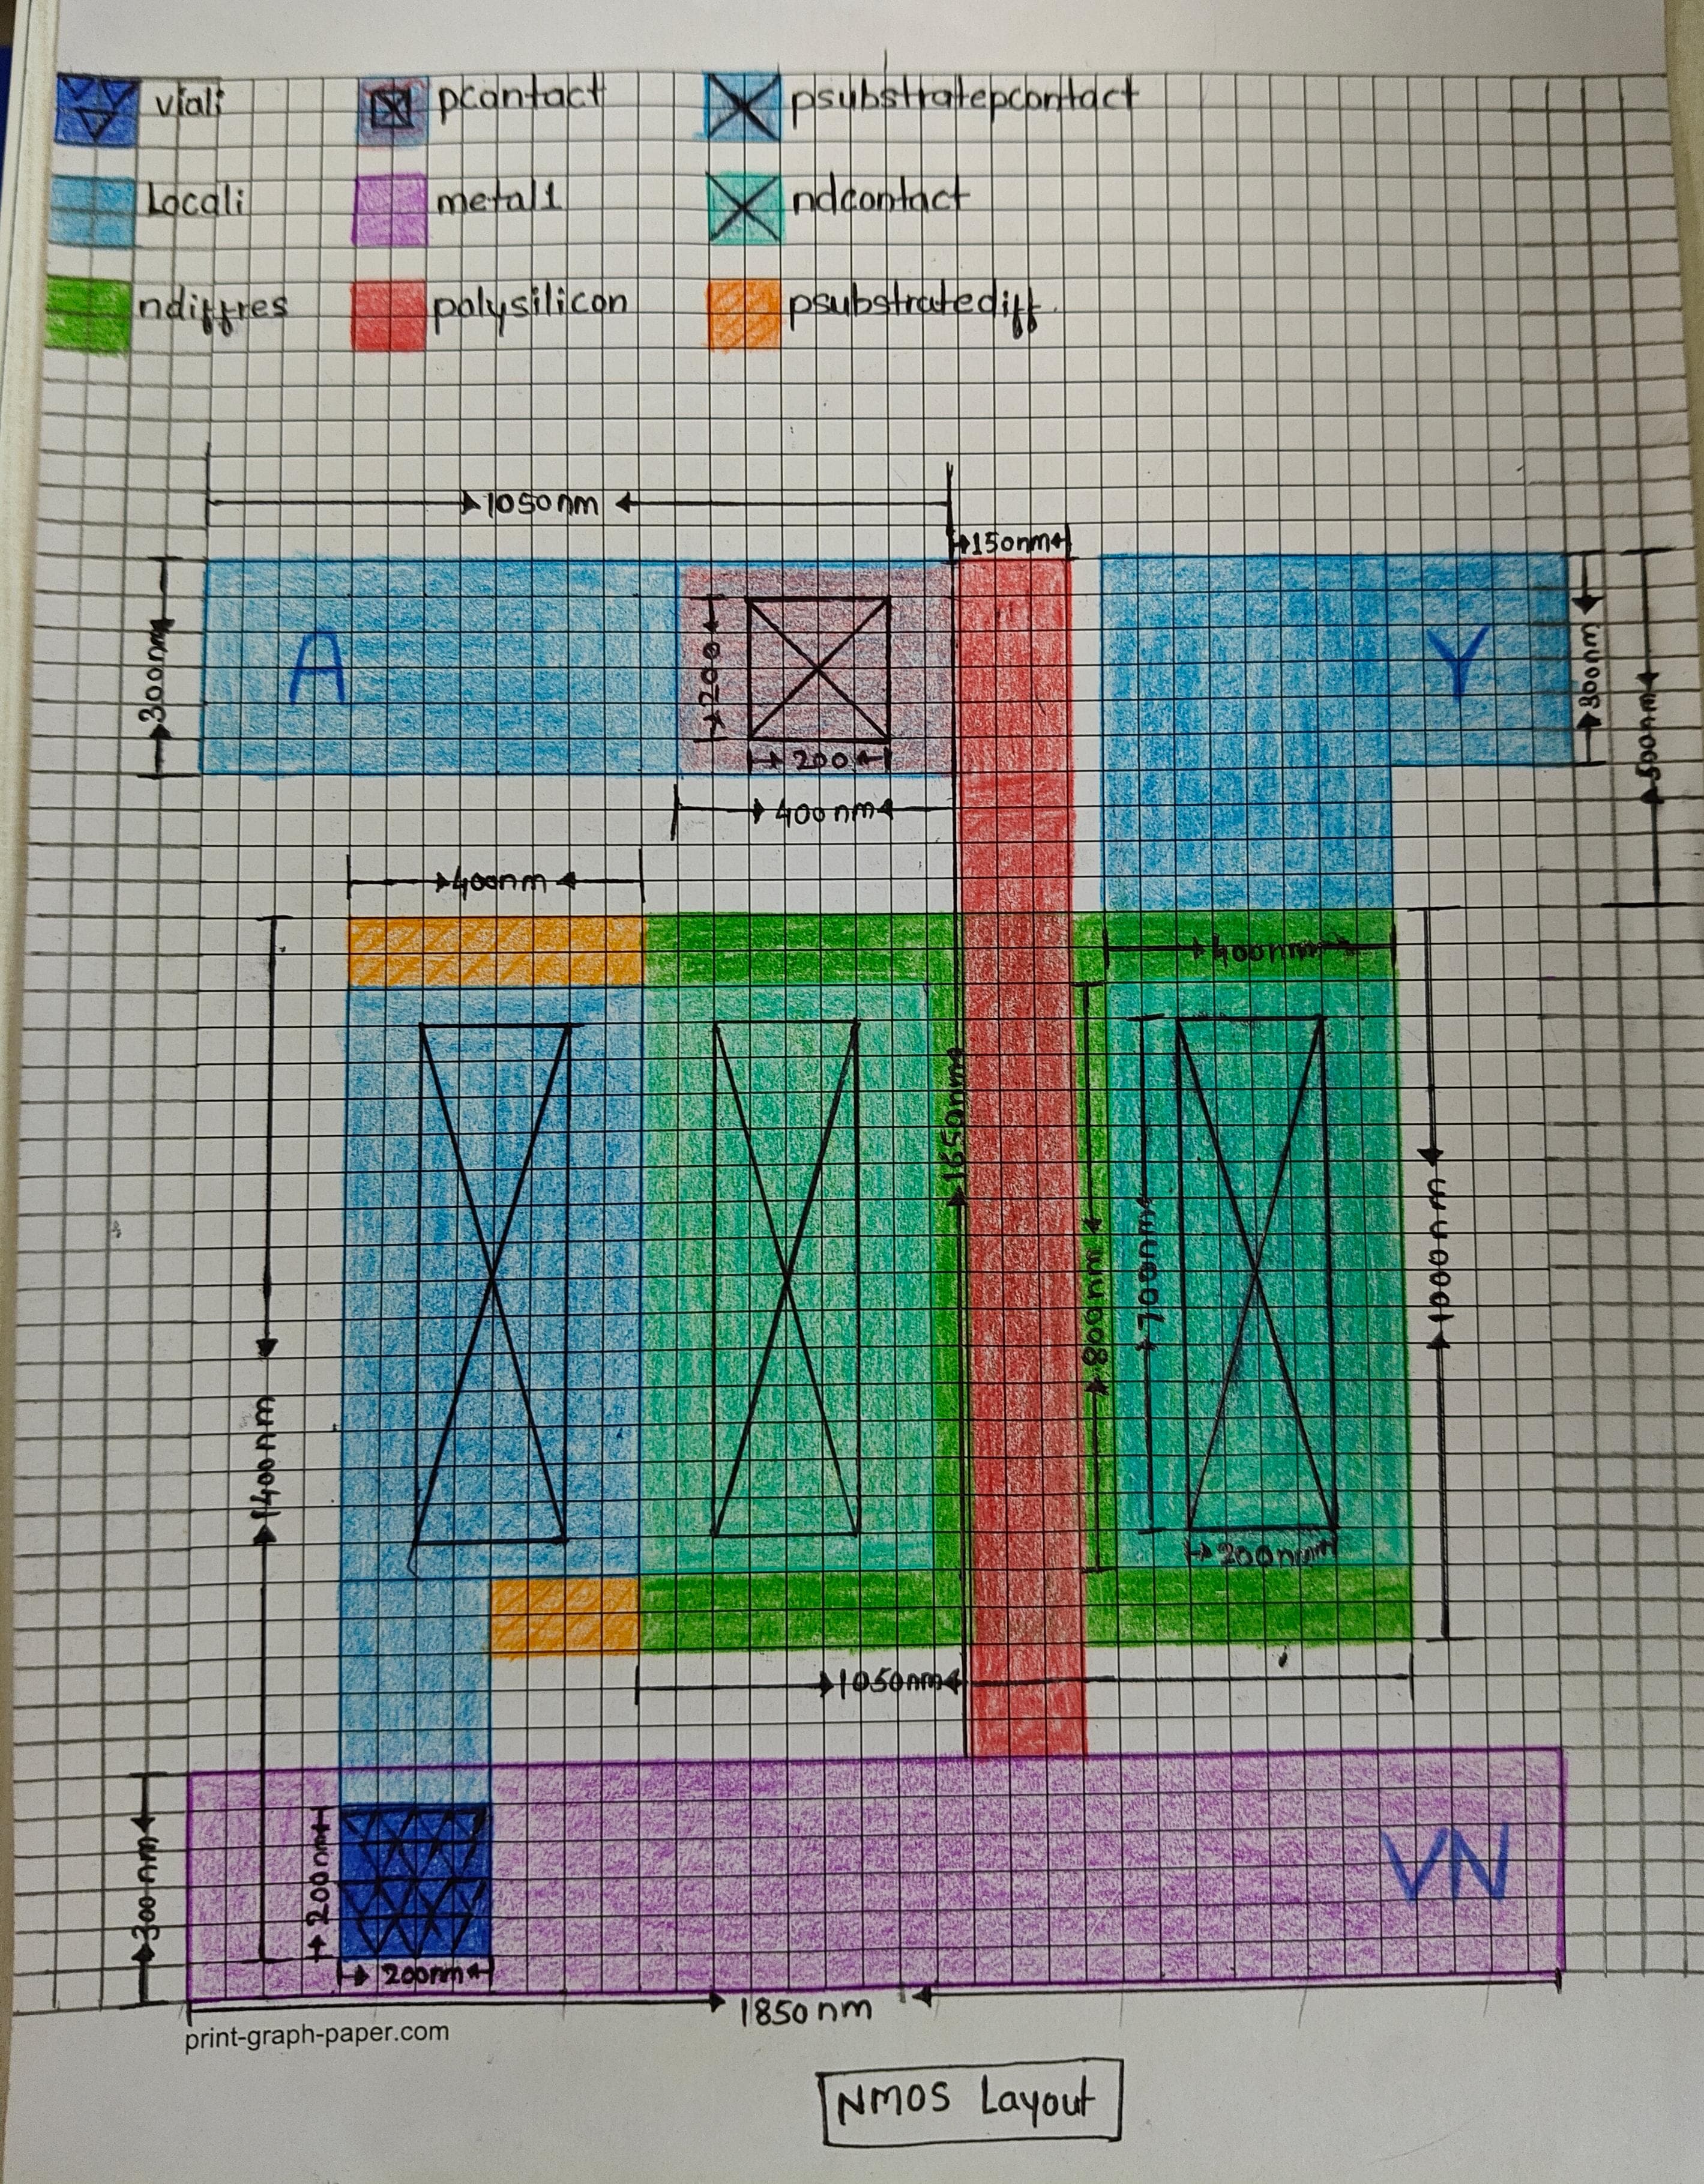 viali pcontact psubstratepcontact
Locali metal1 ndcontact
ndiffres polysilicon psubstratediff.
1050nm
150nm
A
Y
300nm
200
200
300nm
500nm
400nm
400nm
400nm
1650nm
800nm
700nm
1000nm
1400nm
200nm
1050nm
VN
300nm
200nm
200nm
1850nm
print-graph-paper.com
NMOS Layout